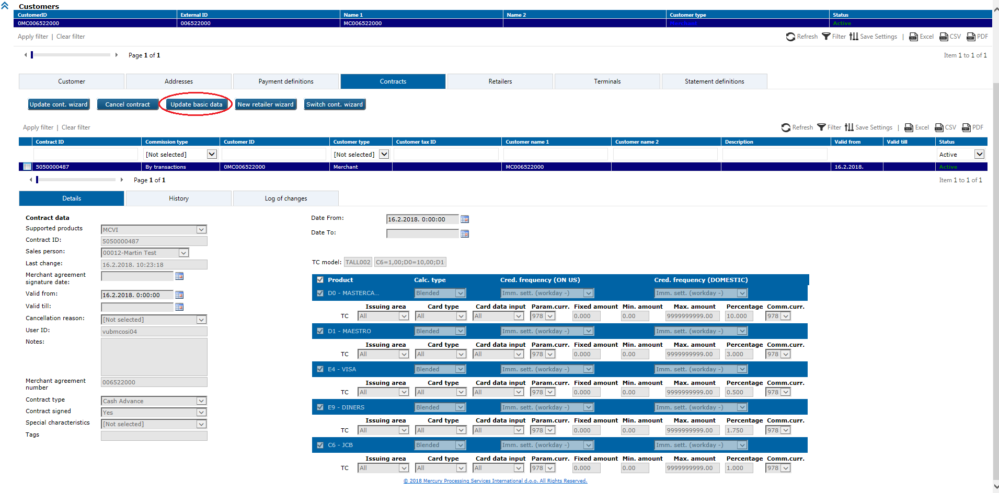 Customers
CustomerID External ID Name 1 Name 2 Customer type Status
0MC006522000 006522000 MC006522000 Merchant Active
Apply filter | Clear filter Refresh Filter Save Settings | Excel CSV PDF
Page 1 of 1 Item 1 to 1 of 1
Customer Addresses Payment definitions Contracts Retailers Terminals Statement definitions
Update cont. wizard Cancel contract Update basic data New retailer wizard Switch cont. wizard
Apply filter | Clear filter Refresh Filter Save Settings | Excel CSV PDF
Contract ID Commission type Customer ID Customer type Customer tax ID Customer name 1 Customer name 2 Description Valid from Valid till Status
[Not selected] [Not selected] Active
5050000487 By transactions 0MC006522000 Merchant MC006522000 16.2.2018. Active
Page 1 of 1 Item 1 to 1 of 1
Details History Log of changes
Contract data
Supported products MCVI
Contract ID: 5050000487
Sales person: 00012-Martin Test
Last change: 16.2.2018. 10:23:18
Merchant agreement
signature date:
Valid from: 16.2.2018. 0:00:00
Valid till:
Cancellation reason: [Not selected]
User ID: vubmcosi04
Notes:
Merchant agreement
number 006522000
Contract type Cash Advance
Contract signed Yes
Special characteristics [Not selected]
Tags
Date From: 16.2.2018. 0:00:00
Date To:
TC model: TALL002 C6=1,00;D0=10,00;D1
Product Calc. type Cred. frequency (ON US) Cred. frequency (DOMESTIC)
D0 - MASTERCA... Blended Imm. sett. (workday -) Imm. sett. (workday -)
Issuing area Card type Card data input Param.curr. Fixed amount Min. amount Max. amount Percentage Comm.curr.
TC All All All 978 0.000 0.00 9999999999.00 10.000 978
D1 - MAESTRO Blended Imm. sett. (workday -) Imm. sett. (workday -)
Issuing area Card type Card data input Param.curr. Fixed amount Min. amount Max. amount Percentage Comm.curr.
TC All All All 978 0.000 0.00 9999999999.00 3.000 978
E4 - VISA Blended Imm. sett. (workday -) Imm. sett. (workday -)
Issuing area Card type Card data input Param.curr. Fixed amount Min. amount Max. amount Percentage Comm.curr.
TC All All All 978 0.000 0.00 9999999999.00 0.500 978
E9 - DINERS Blended Imm. sett. (workday -) Imm. sett. (workday -)
Issuing area Card type Card data input Param.curr. Fixed amount Min. amount Max. amount Percentage Comm.curr.
TC All All All 978 0.000 0.00 9999999999.00 1.750 978
C6 - JCB Blended Imm. sett. (workday -) Imm. sett. (workday -)
Issuing area Card type Card data input Param.curr. Fixed amount Min. amount Max. amount Percentage Comm.curr.
TC All All All 978 0.000 0.00 9999999999.00 1.000 978
© 2018 Mercury Processing Services International d.o.o. All Rights Reserved.